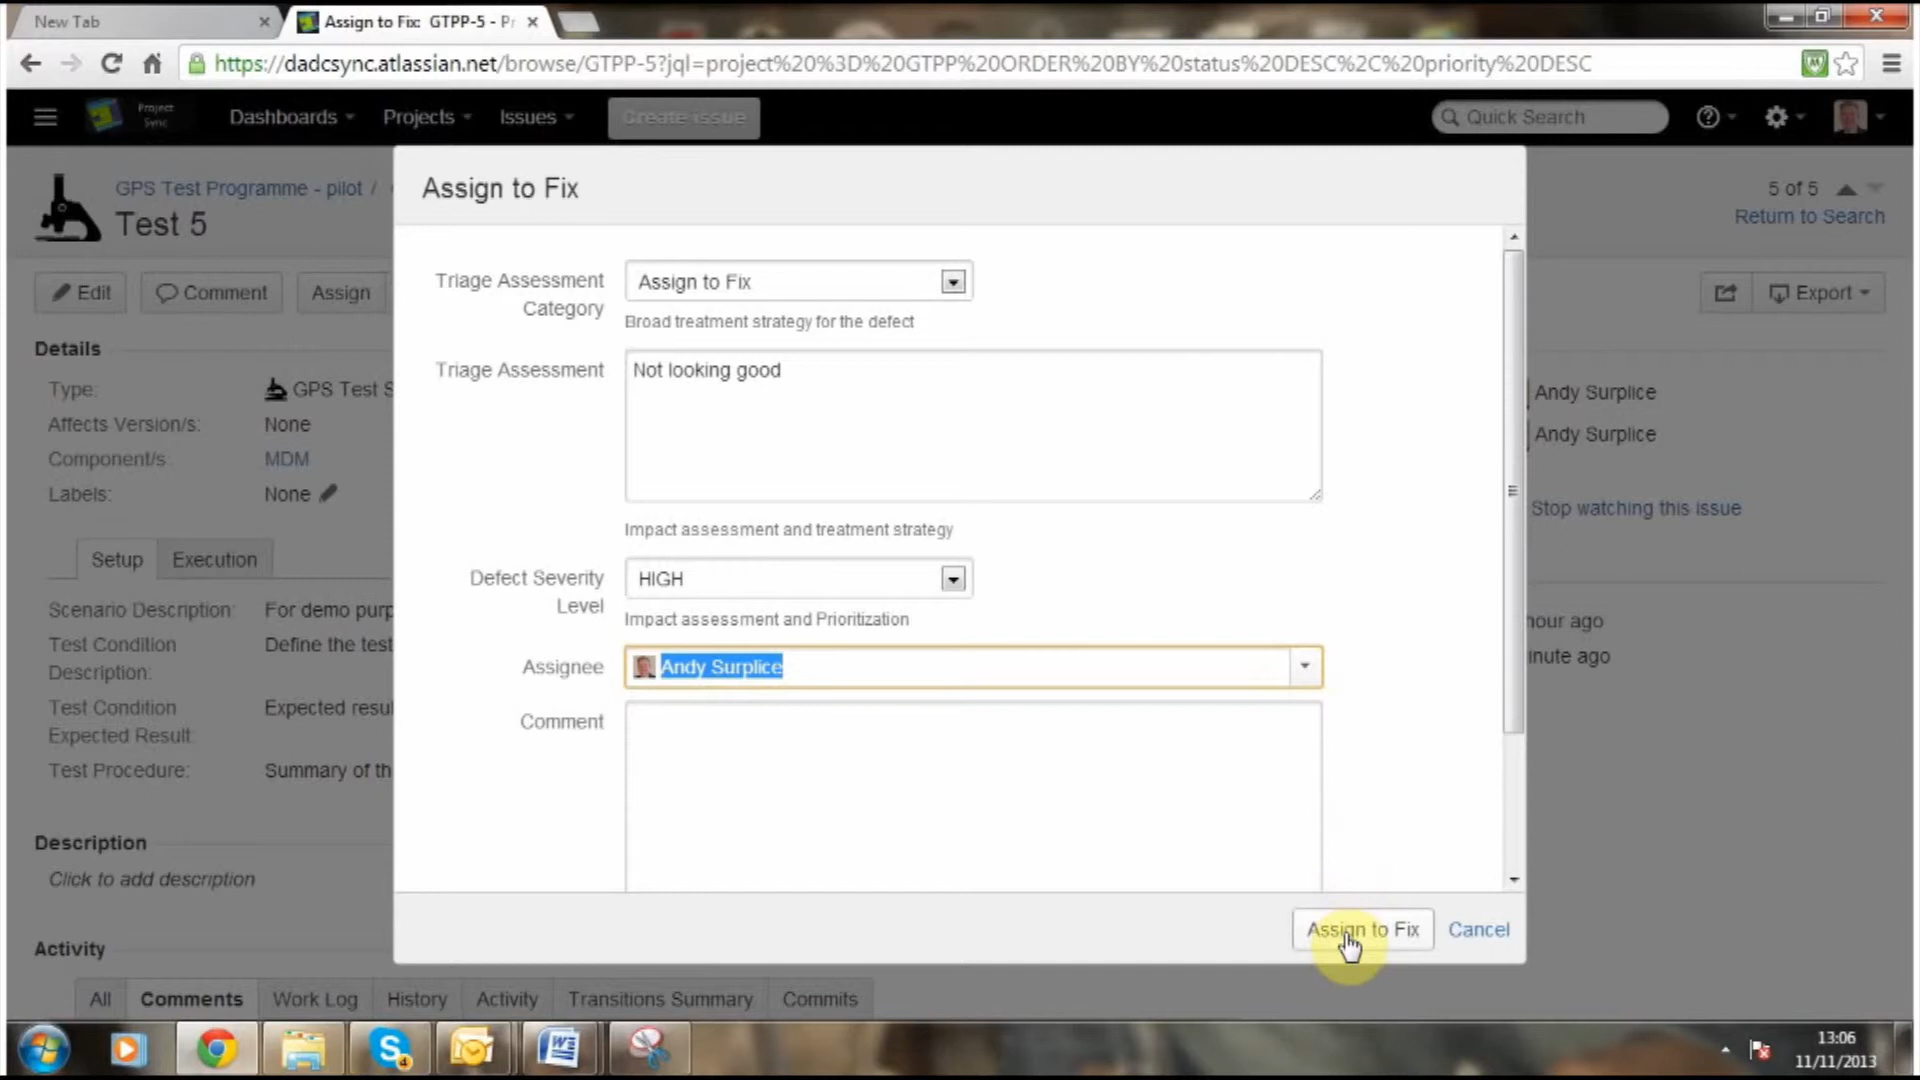 New Tab
Assign to Fix: GTPP-5 - Pr
https://dadcsync.atlassian.net/browse/GTPP-5?jql=project%20%3D%20GTPP%20ORDER%20BY%20status%20DESC%2C%20priority%20DESC
Project
Sync
Dashboards
Projects
Issues
Create issue
Quick Search
GPS Test Programme - pilot /
Test 5
5 of 5
Return to Search
Edit
Comment
Assign
Export
Assign to Fix
Triage Assessment
Category
Assign to Fix
Broad treatment strategy for the defect
Triage Assessment
Not looking good
Impact assessment and treatment strategy
Defect Severity
Level
HIGH
Impact assessment and Prioritization
Assignee
Andy Surplice
Comment
Assign to Fix
Cancel
Details
Type:
GPS Test S
Affects Version/s:
None
Component/s:
MDM
Labels:
None
Setup
Execution
Scenario Description:
For demo purp
Test Condition
Description:
Define the test
Test Condition
Expected Result:
Expected resul
Test Procedure:
Summary of th
Description
Click to add description
Activity
All
Comments
Work Log
History
Activity
Transitions Summary
Commits
Andy Surplice
Andy Surplice
Stop watching this issue
hour ago
inute ago
4
13:06
11/11/2013